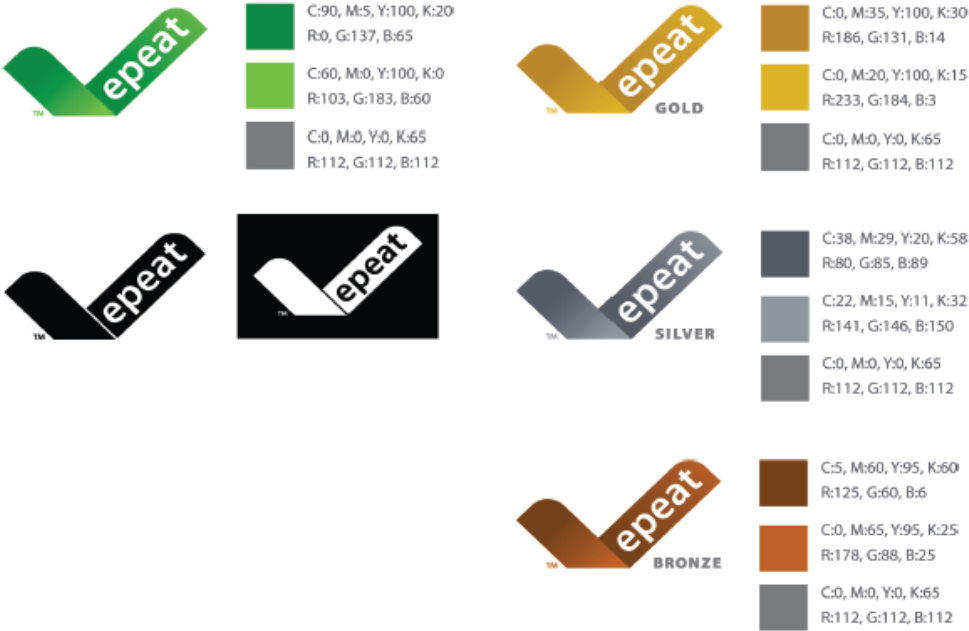 epeat
TM
C:90, M:5, Y:100, K:20
R:0, G:137, B:65
C:60, M:0, Y:100, K:0
R:103, G:183, B:60
C:0, M:0, Y:0, K:65
R:112, G:112, B:112
epeat
TM
GOLD
C:0, M:35, Y:100, K:30
R:186, G:131, B:14
C:0, M:20, Y:100, K:15
R:233, G:184, B:3
C:0, M:0, Y:0, K:65
R:112, G:112, B:112
epeat
TM
epeat
TM
epeat
TM
SILVER
C:38, M:29, Y:20, K:58
R:80, G:85, B:89
C:22, M:15, Y:11, K:32
R:141, G:146, B:150
C:0, M:0, Y:0, K:65
R:112, G:112, B:112
epeat
TM
BRONZE
C:5, M:60, Y:95, K:60
R:125, G:60, B:6
C:0, M:65, Y:95, K:25
R:178, G:88, B:25
C:0, M:0, Y:0, K:65
R:112, G:112, B:112